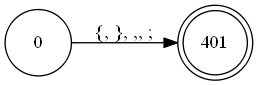 0
{, }, ,, ;
401